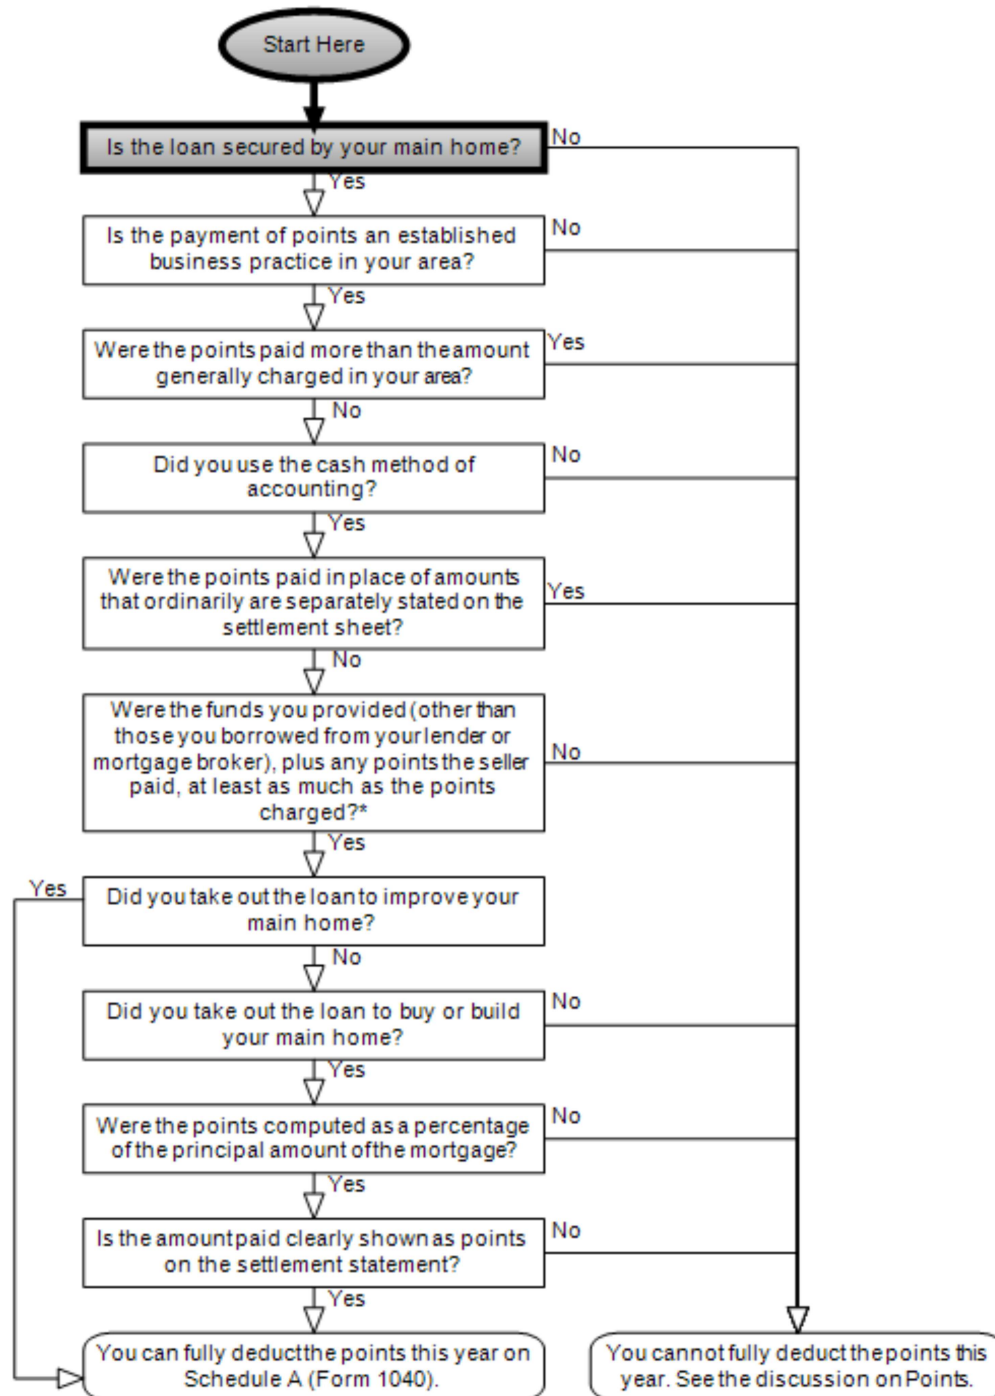 Start Here
Is the loan secured by your main home?
No
Yes
Is the payment of points an established
business practice in your area?
No
Yes
Were the points paid more than the amount
generally charged in your area?
Yes
No
Did you use the cash method of
accounting?
No
Yes
Were the points paid in place of amounts
that ordinarily are separately stated on the
settlement sheet?
Yes
No
Were the funds you provided (other than
those you borrowed from your lender or
mortgage broker), plus any points the seller
paid, at least as much as the points
charged?*
No
Yes
Yes
Did you take out the loan to improve your
main home?
No
Did you take out the loan to buy or build
your main home?
No
Yes
Were the points computed as a percentage
of the principal amount of the mortgage?
No
Yes
Is the amount paid clearly shown as points
on the settlement statement?
No
Yes
You can fully deduct the points this year on
Schedule A (Form 1040).
You cannot fully deduct the points this
year. See the discussion on Points.